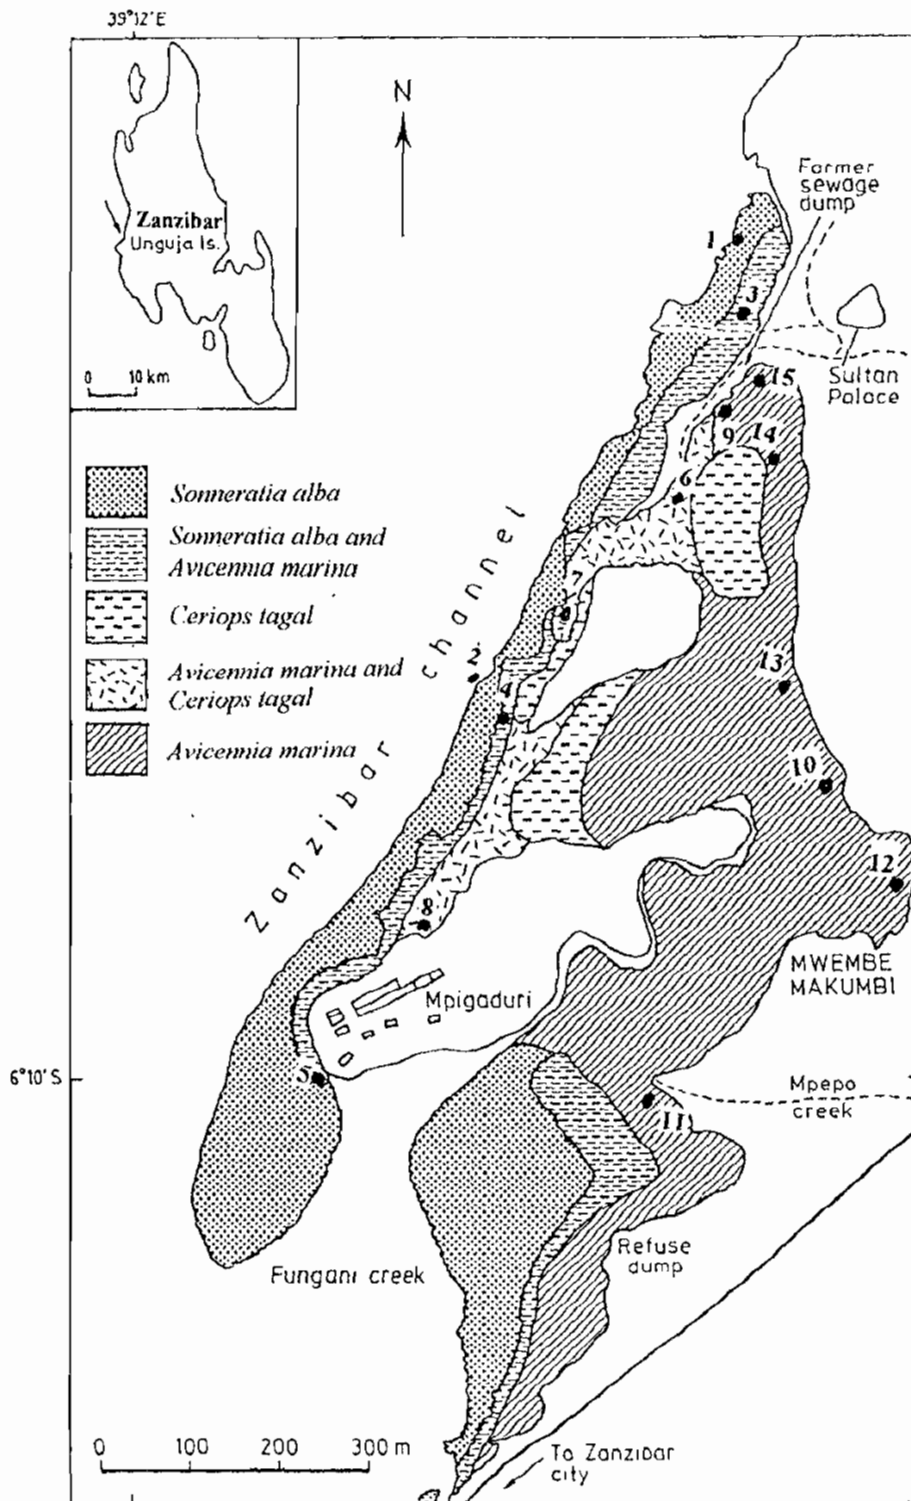 39°12'E
N
Zanzibar
Unguja Is.
0 10 km
Former
sewage
dump
1
3
Sultan
Palace
15
9
14
6
Sonneratia alba
Sonneratia alba and
Avicennia marina
Ceriops tagal
Avicennia marina and
Ceriops tagal
Avicennia marina
Zanzibar channel
7
2
4
13
10
12
8
MWEMBE
MAKUMBI
Mpigaduri
6°10'S
5
Mpepo
creek
11
Refuse
dump
Fungani creek
0 100 200 300 m
To Zanzibar
city